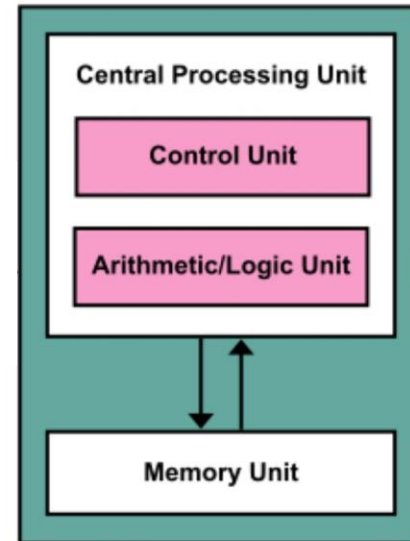 Central Processing Unit
Control Unit
Arithmetic/Logic Unit
Memory Unit